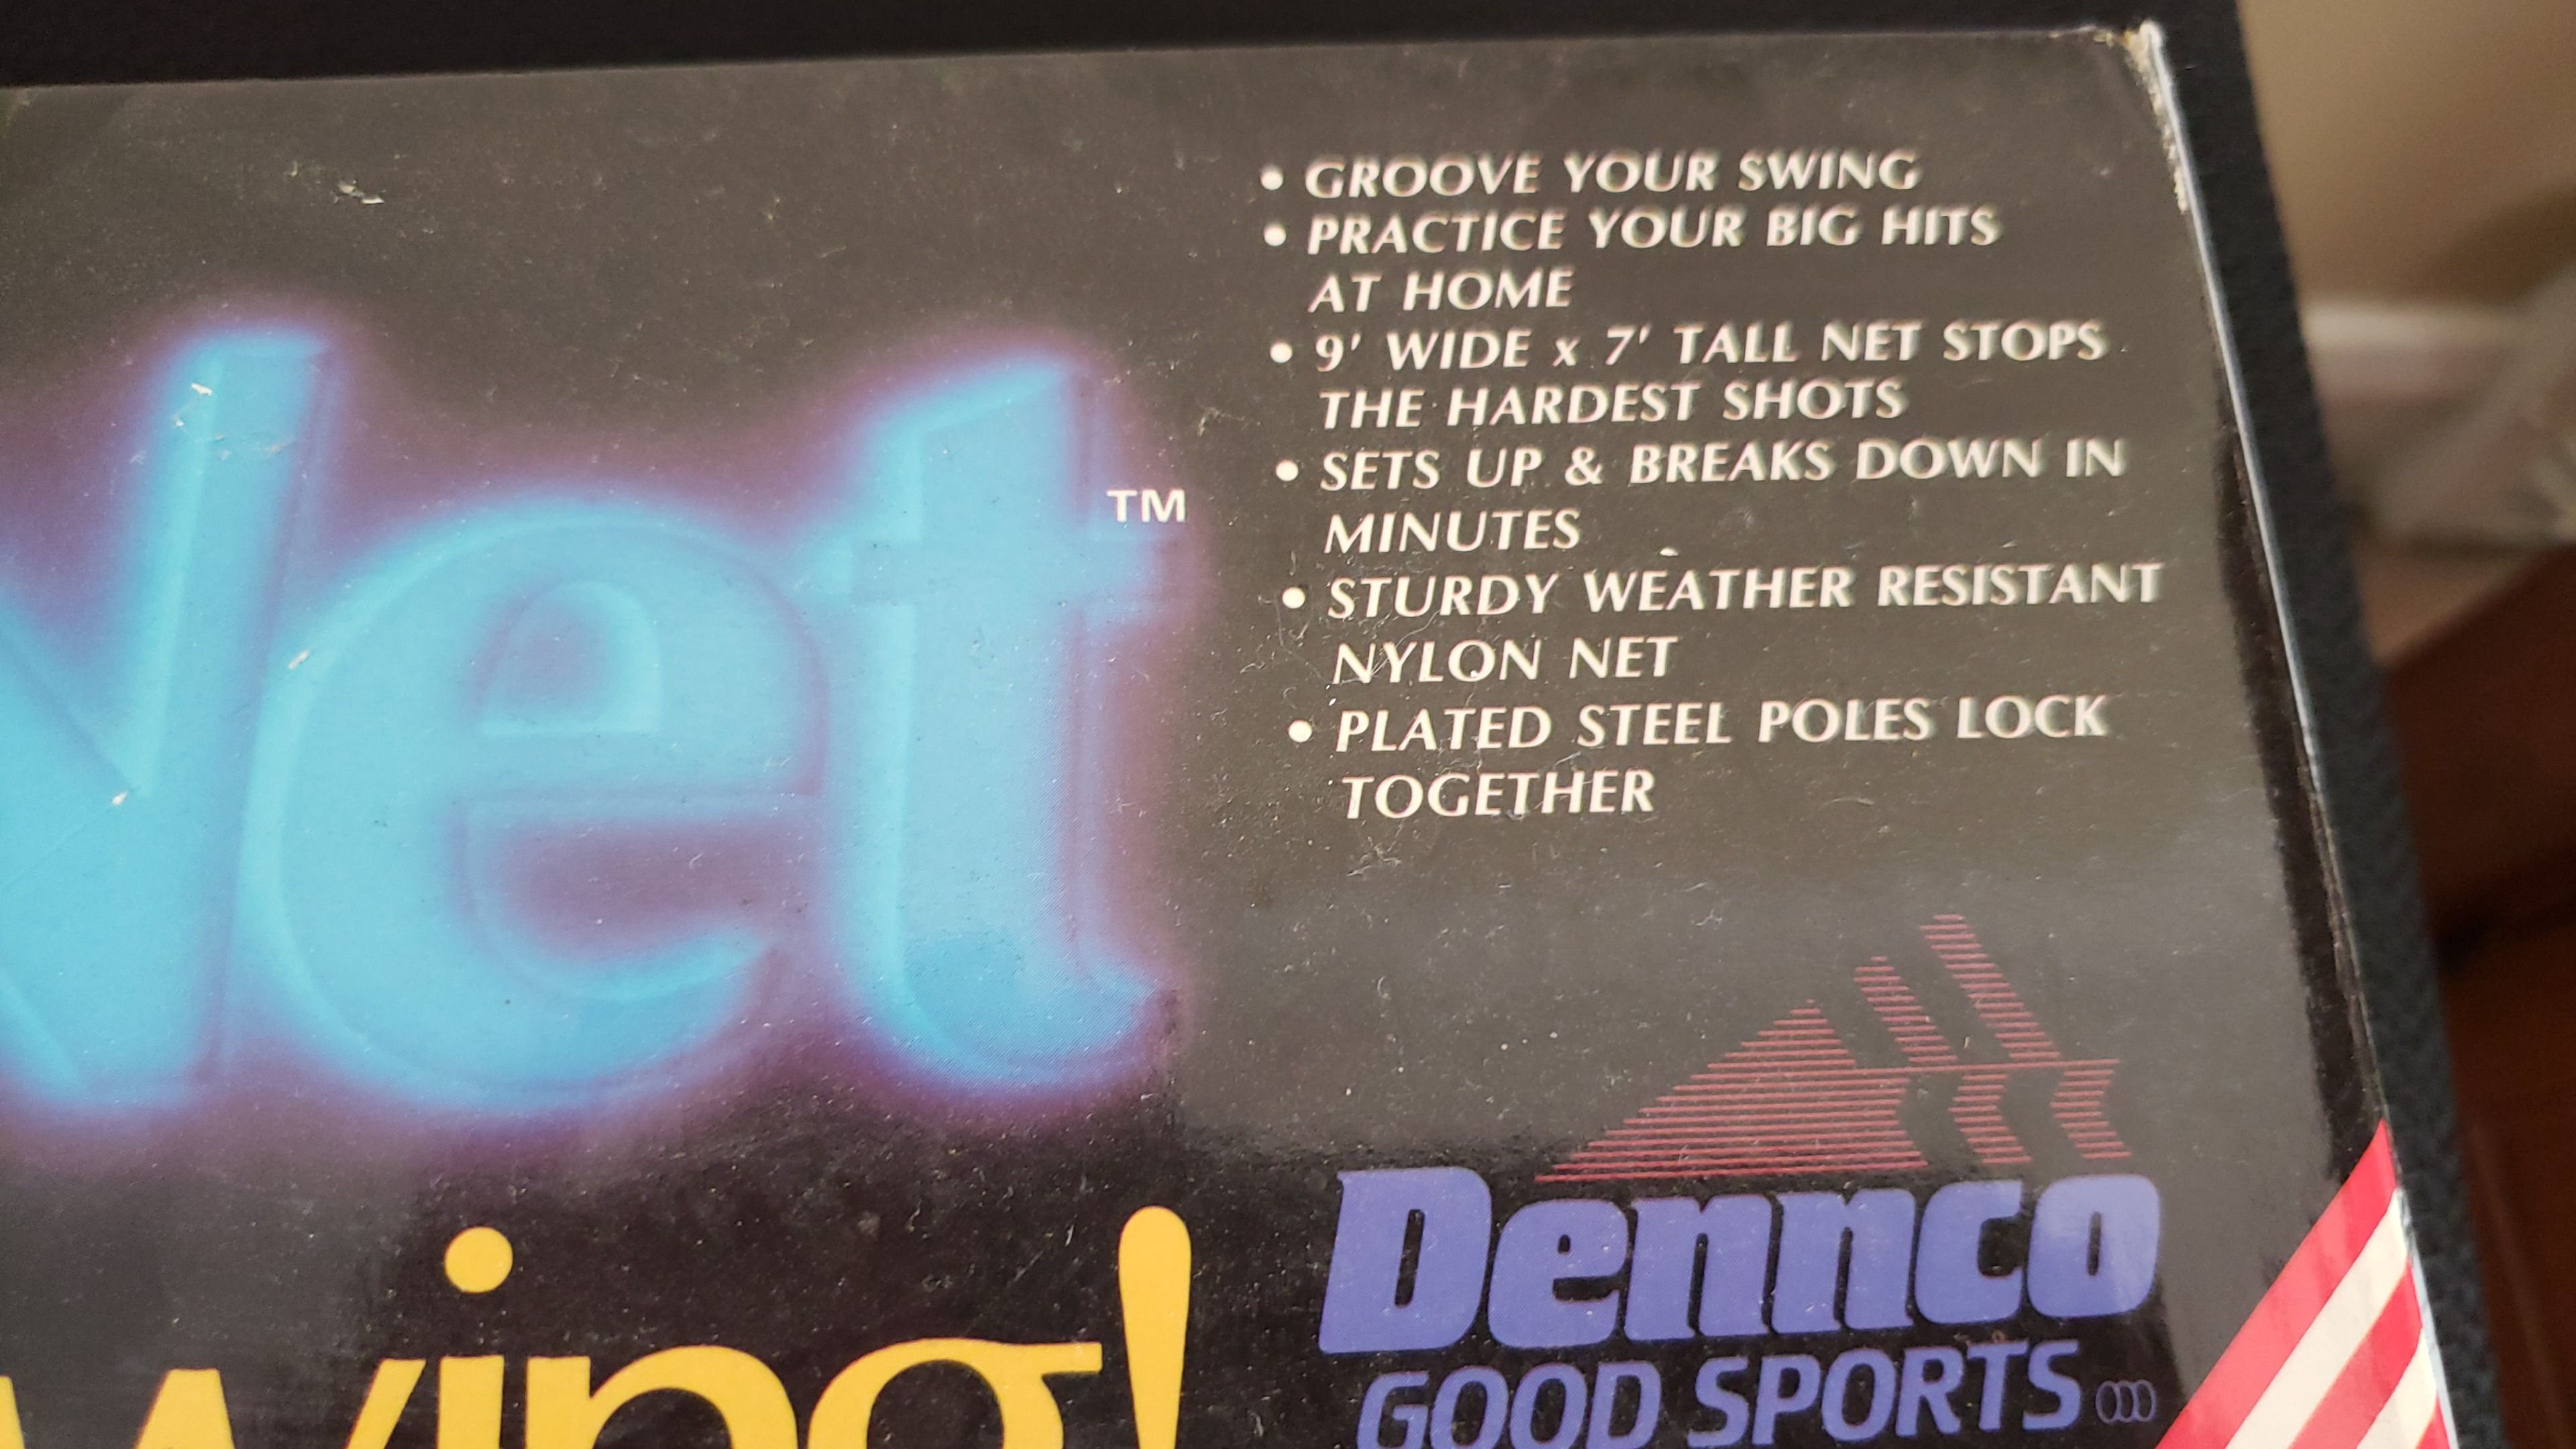 Net
TM
• GROOVE YOUR SWING
• PRACTICE YOUR BIG HITS
AT HOME
• 9' WIDE x 7' TALL NET STOPS
THE HARDEST SHOTS
• SETS UP & BREAKS DOWN IN
MINUTES
• STURDY WEATHER RESISTANT
NYLON NET
• PLATED STEEL POLES LOCK
TOGETHER
wing!
Dennco
GOOD SPORTS